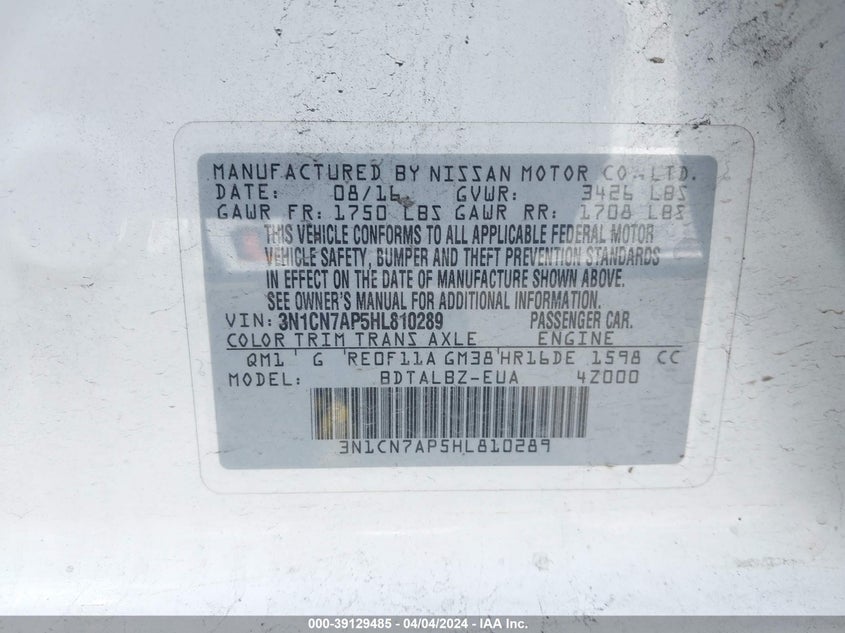 MANUFACTURED BY NISSAN MOTOR CO., LTD.
DATE: 08/16 GVWR: 3426 LBS
GAWR FR: 1750 LBS GAWR RR: 1708 LBS
THIS VEHICLE CONFORMS TO ALL APPLICABLE FEDERAL MOTOR
VEHICLE SAFETY, BUMPER AND THEFT PREVENTION STANDARDS
IN EFFECT ON THE DATE OF MANUFACTURE SHOWN ABOVE.
SEE OWNER'S MANUAL FOR ADDITIONAL INFORMATION.
VIN: 3N1CN7AP5HL810289 PASSENGER CAR.
COLOR TRIM TRANS AXLE ENGINE
QM1 G RE0F11A GM38 HR16DE 1598 CC
MODEL: BDTALBZ-EUA 4Z000
3N1CN7AP5HL810289
000-39129485 - 04/04/2024 - IAA Inc.